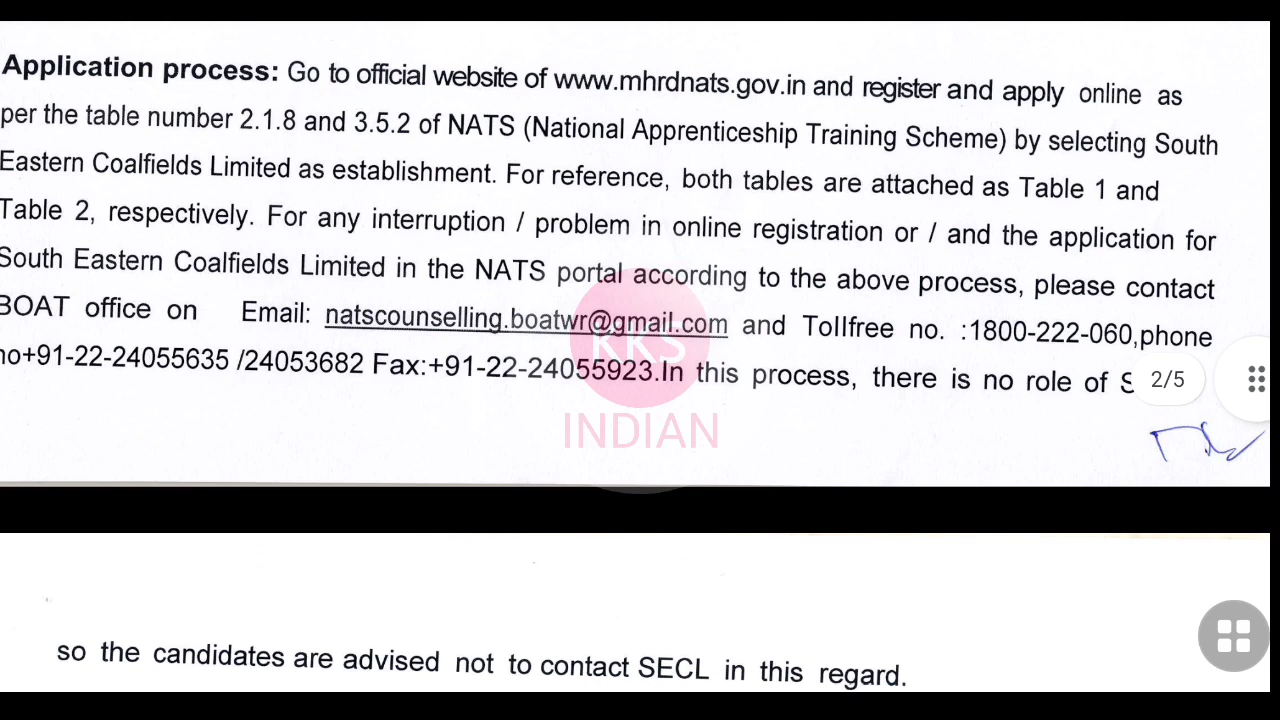 Application process: Go to official website of www.mhrdnats.gov.in and register and apply online as
per the table number 2.1.8 and 3.5.2 of NATS (National Apprenticeship Training Scheme) by selecting South
Eastern Coalfields Limited as establishment. For reference, both tables are attached as Table 1 and
Table 2, respectively. For any interruption / problem in online registration or / and the application for
South Eastern Coalfields Limited in the NATS portal according to the above process, please contact
BOAT office on Email: natscounselling.boatwr@gmail.com and Tollfree no. :1800-222-060,phone
no+91-22-24055635 /24053682 Fax:+91-22-24055923.In this process, there is no role of
2/5
KKS
INDIAN
so the candidates are advised not to contact SECL in this regard.